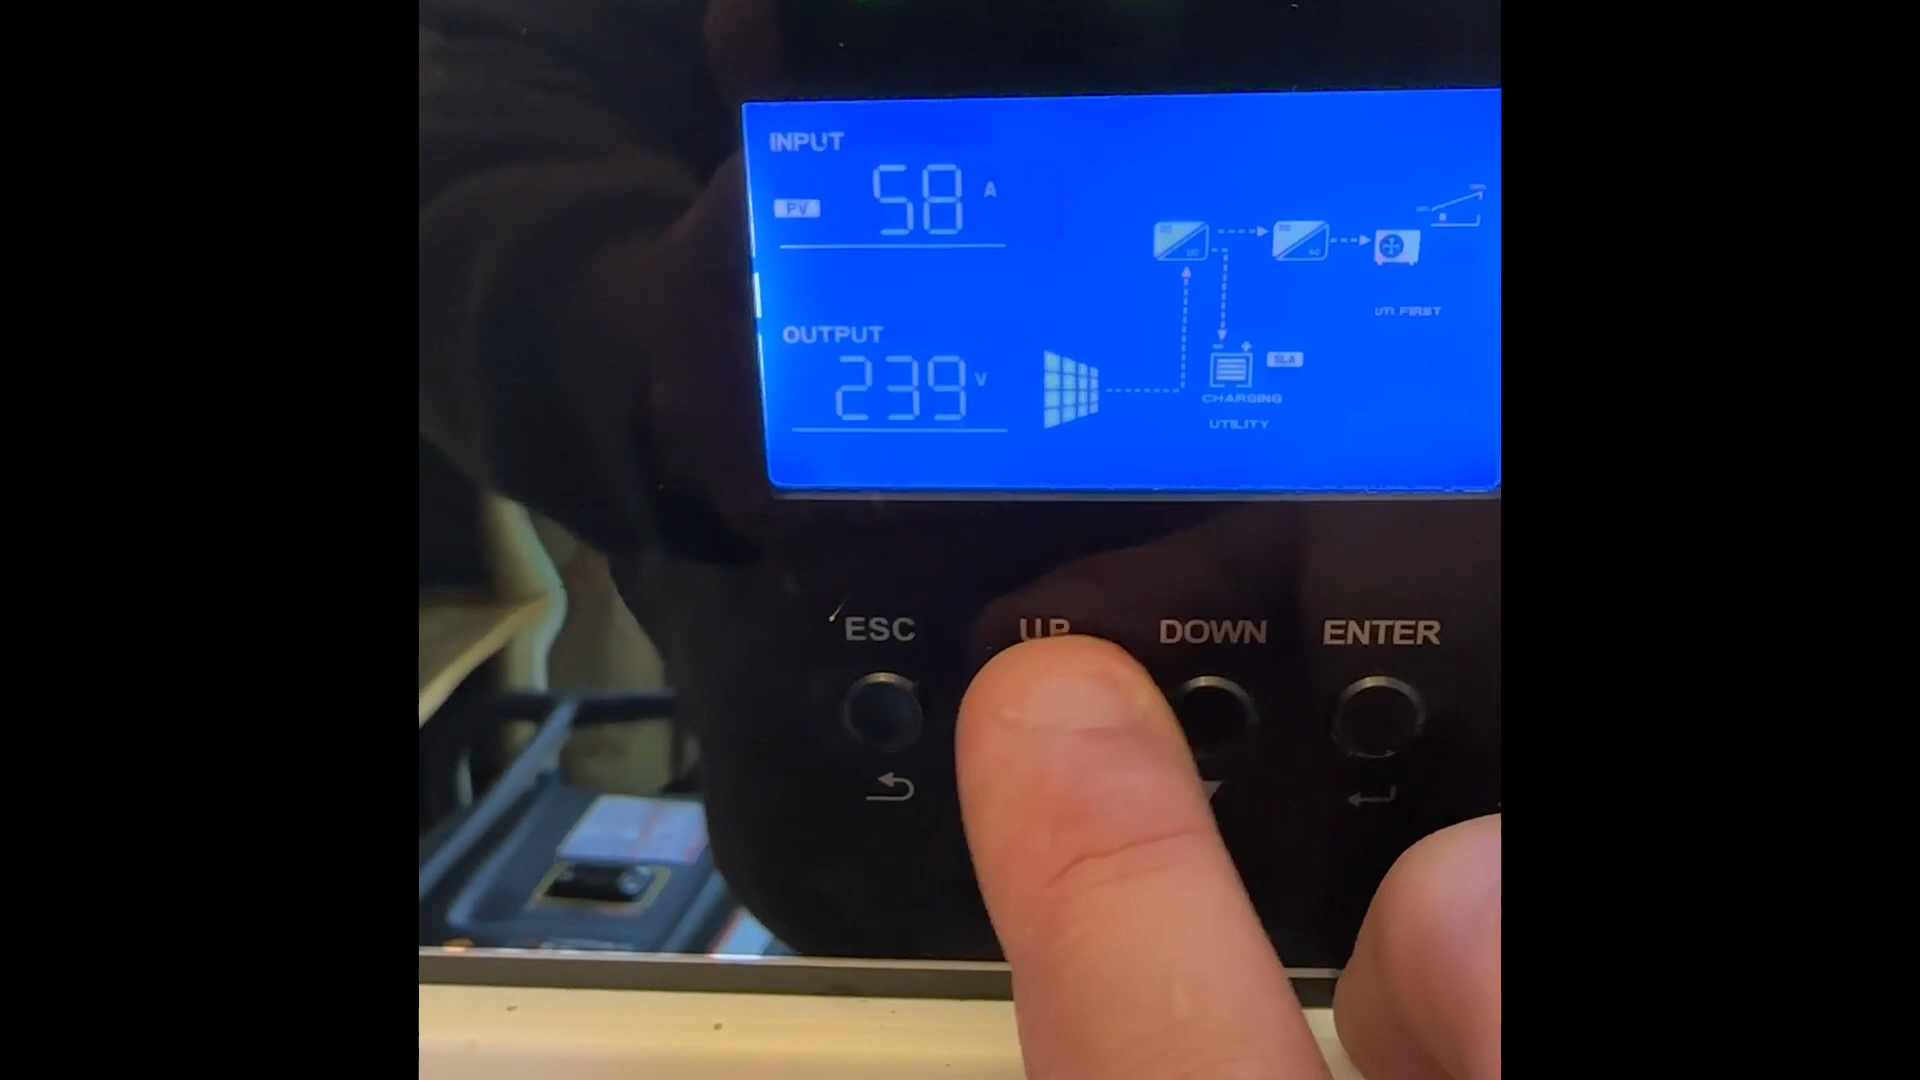 INPUT
PV 58 A
UTI FIRST
OUTPUT
239 V
SLA
CHARGING
UTILITY
ESC UP DOWN ENTER